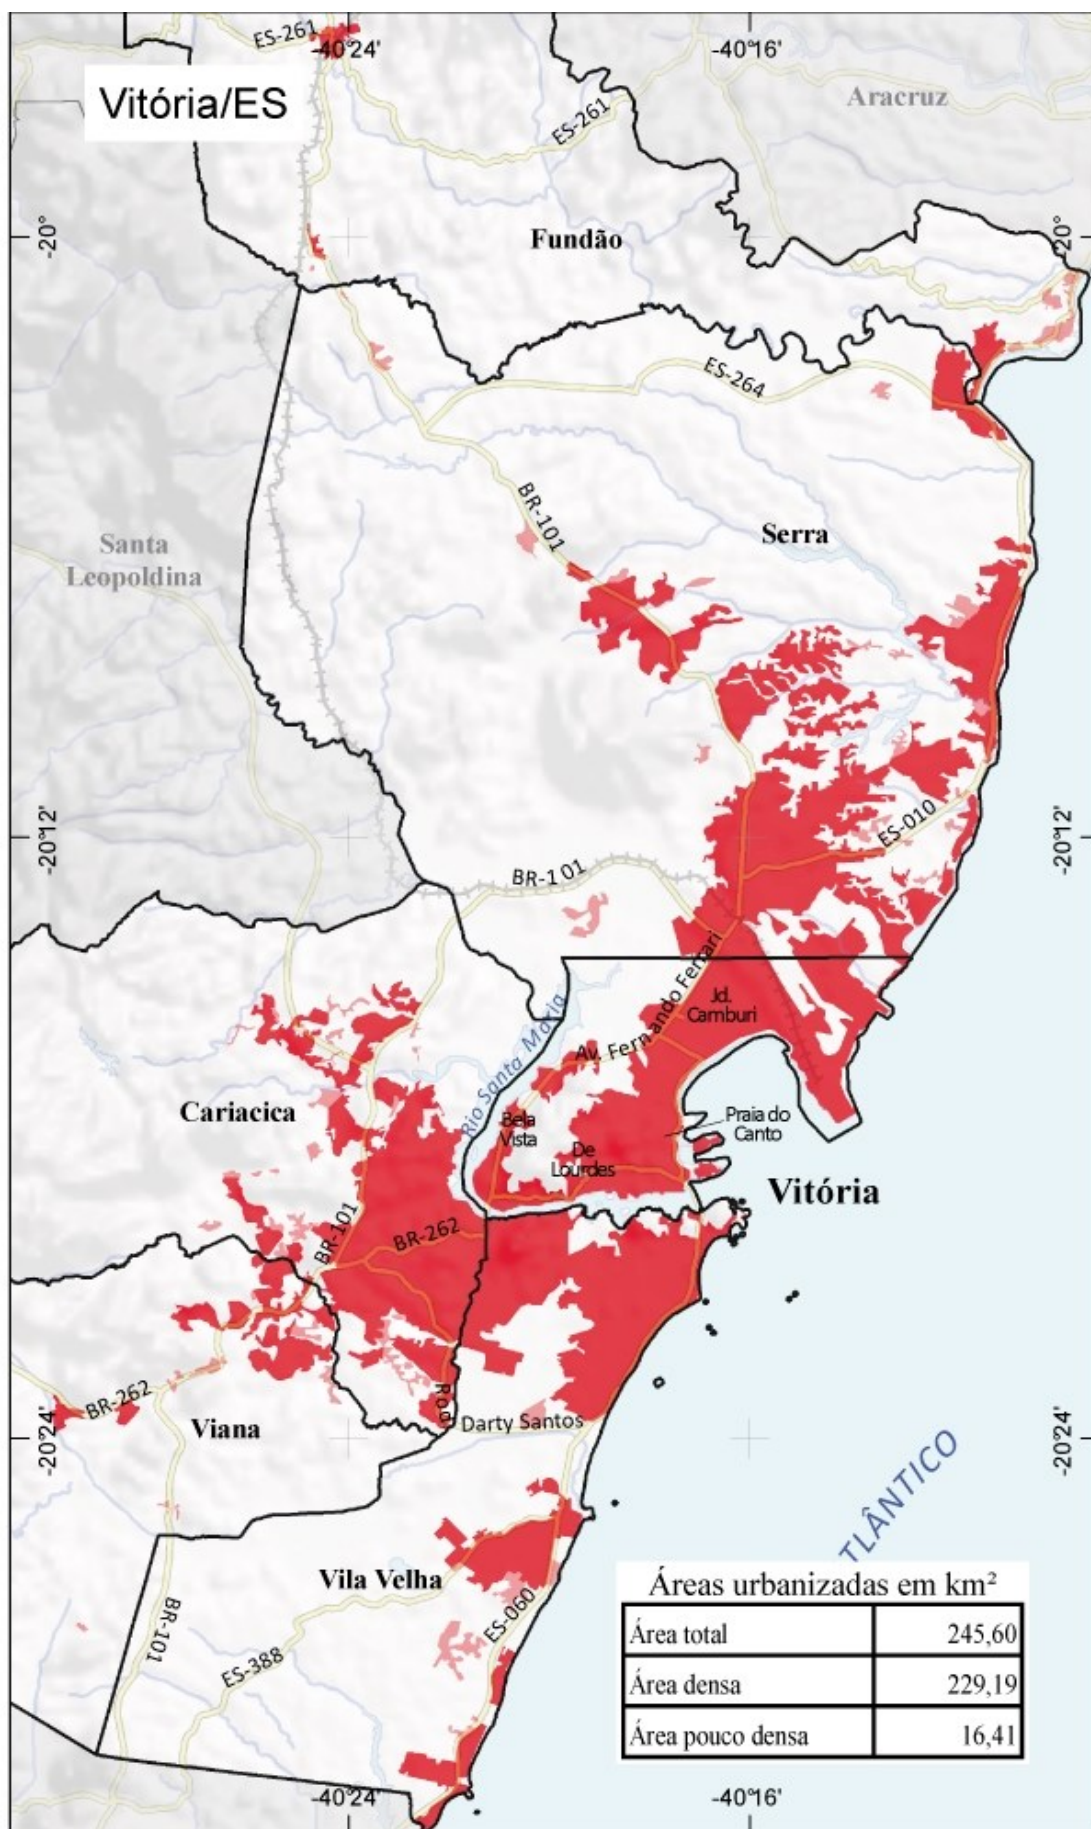 ES-261
-40°24'
-40°16'
Vitória/ES
Aracruz
ES-261
-20°
Fundão
-20°
ES-264
BR-101
Serra
Santa
Leopoldina
-20°12'
ES-010
-20°12'
BR-101
Av. Fernando Ferrari
Jd.
Camburi
Rio Santa Maria
Cariacica
Bela
Vista
Praia do
Canto
De
Lourdes
Vitória
BR-101
BR-262
BR-262
Viana
Rod. Darty Santos
-20°24'
-20°24'
TLÂNTICO
Vila Velha
ES-060
BR-101
ES-388
Áreas urbanizadas em km²
Área total 245,60
Área densa 229,19
Área pouco densa 16,41
-40°24'
-40°16'